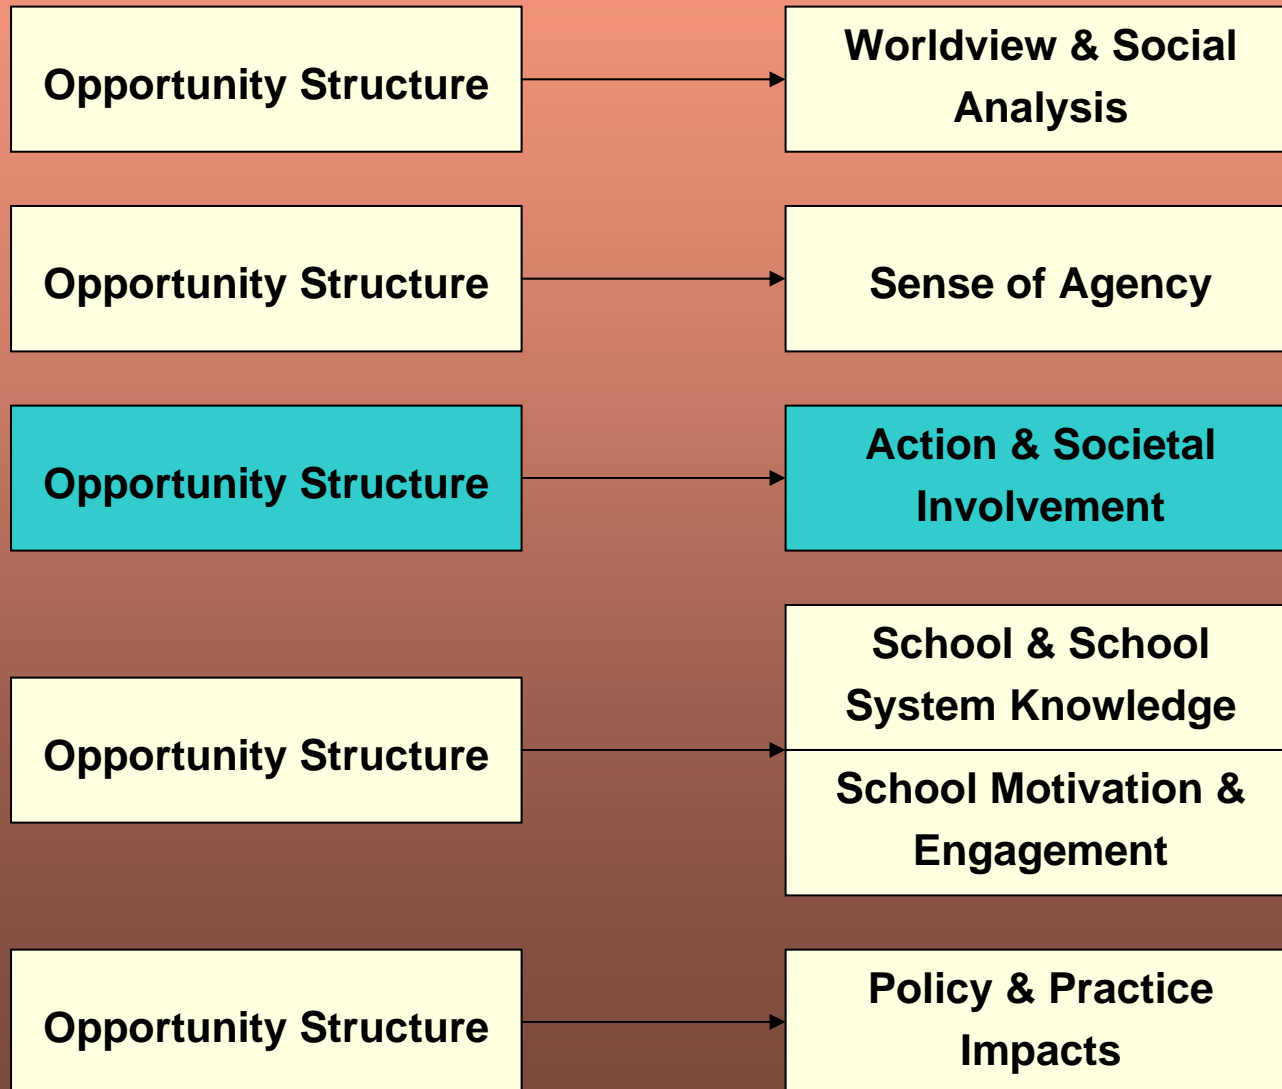 Opportunity Structure
Worldview & Social
Analysis
Opportunity Structure
Sense of Agency
Opportunity Structure
Action & Societal
Involvement
Opportunity Structure
School & School
System Knowledge
School Motivation &
Engagement
Opportunity Structure
Policy & Practice
Impacts